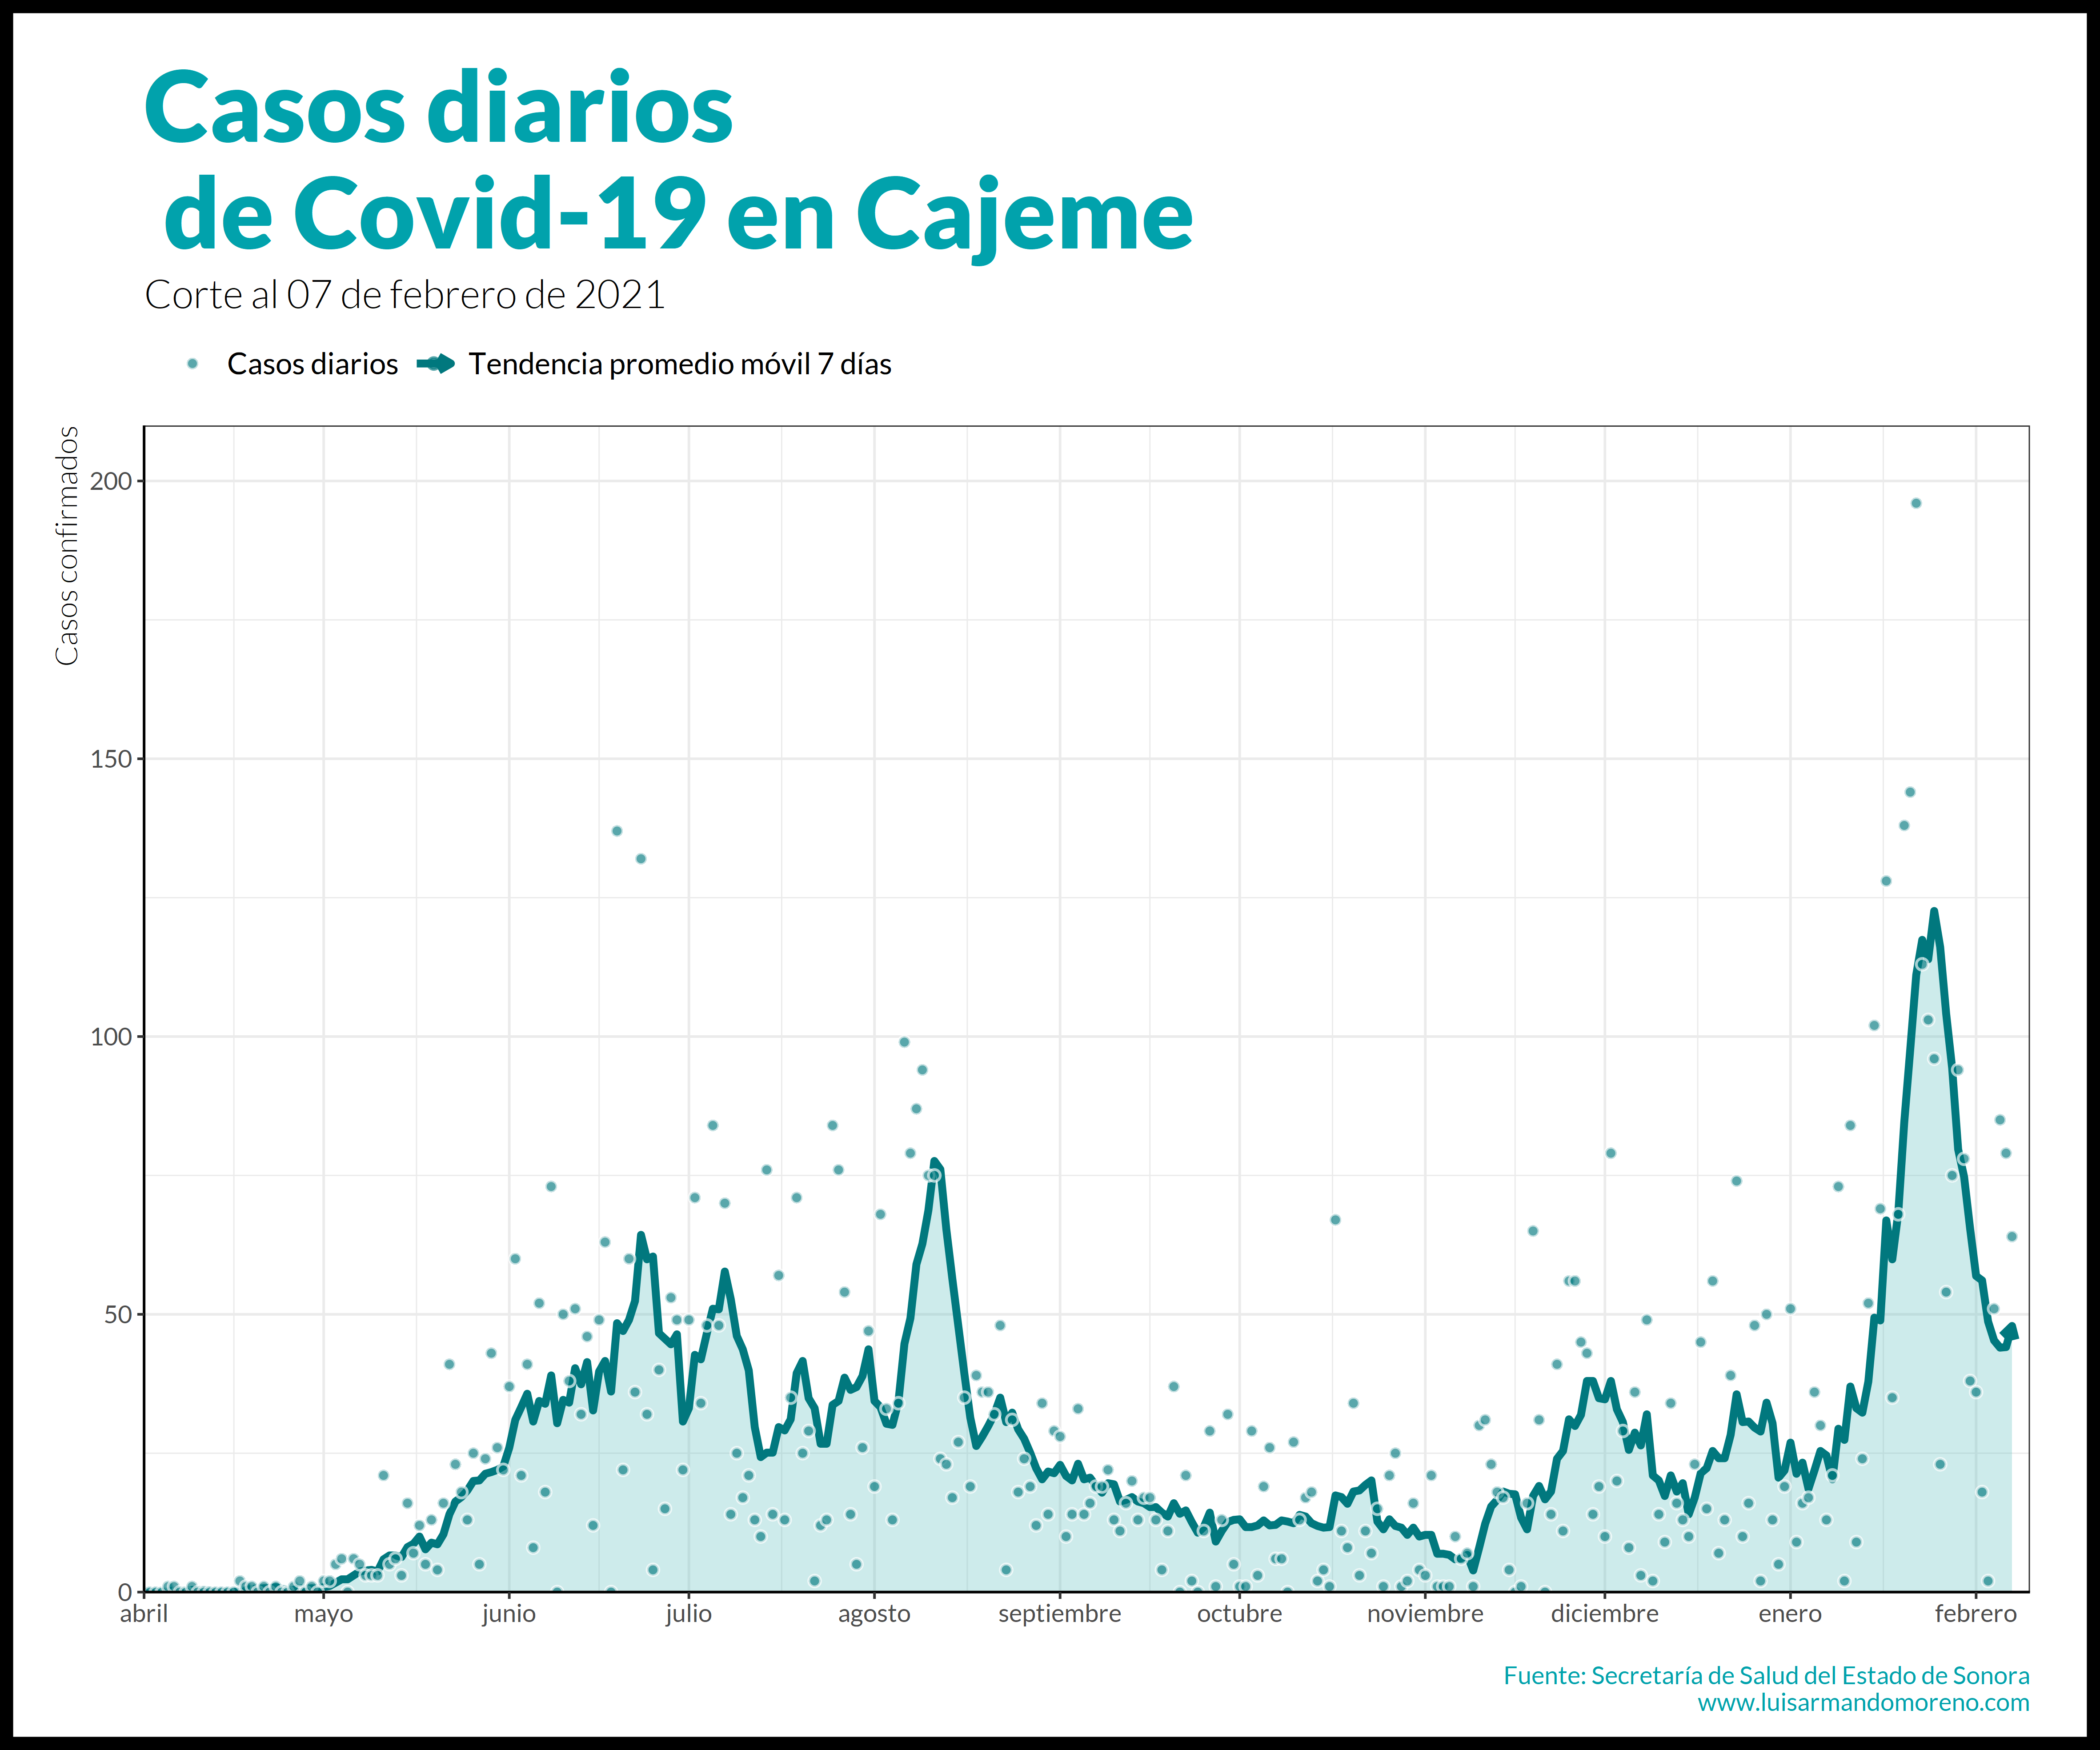 Casos diarios
de Covid-19 en Cajeme
Corte al 07 de febrero de 2021
Casos diarios Tendencia promedio móvil 7 días
Casos confirmados
200
150
100
50
0
abril mayo junio julio agosto septiembre octubre noviembre diciembre enero febrero
Fuente: Secretaría de Salud del Estado de Sonora
www.luisarmandomoreno.com